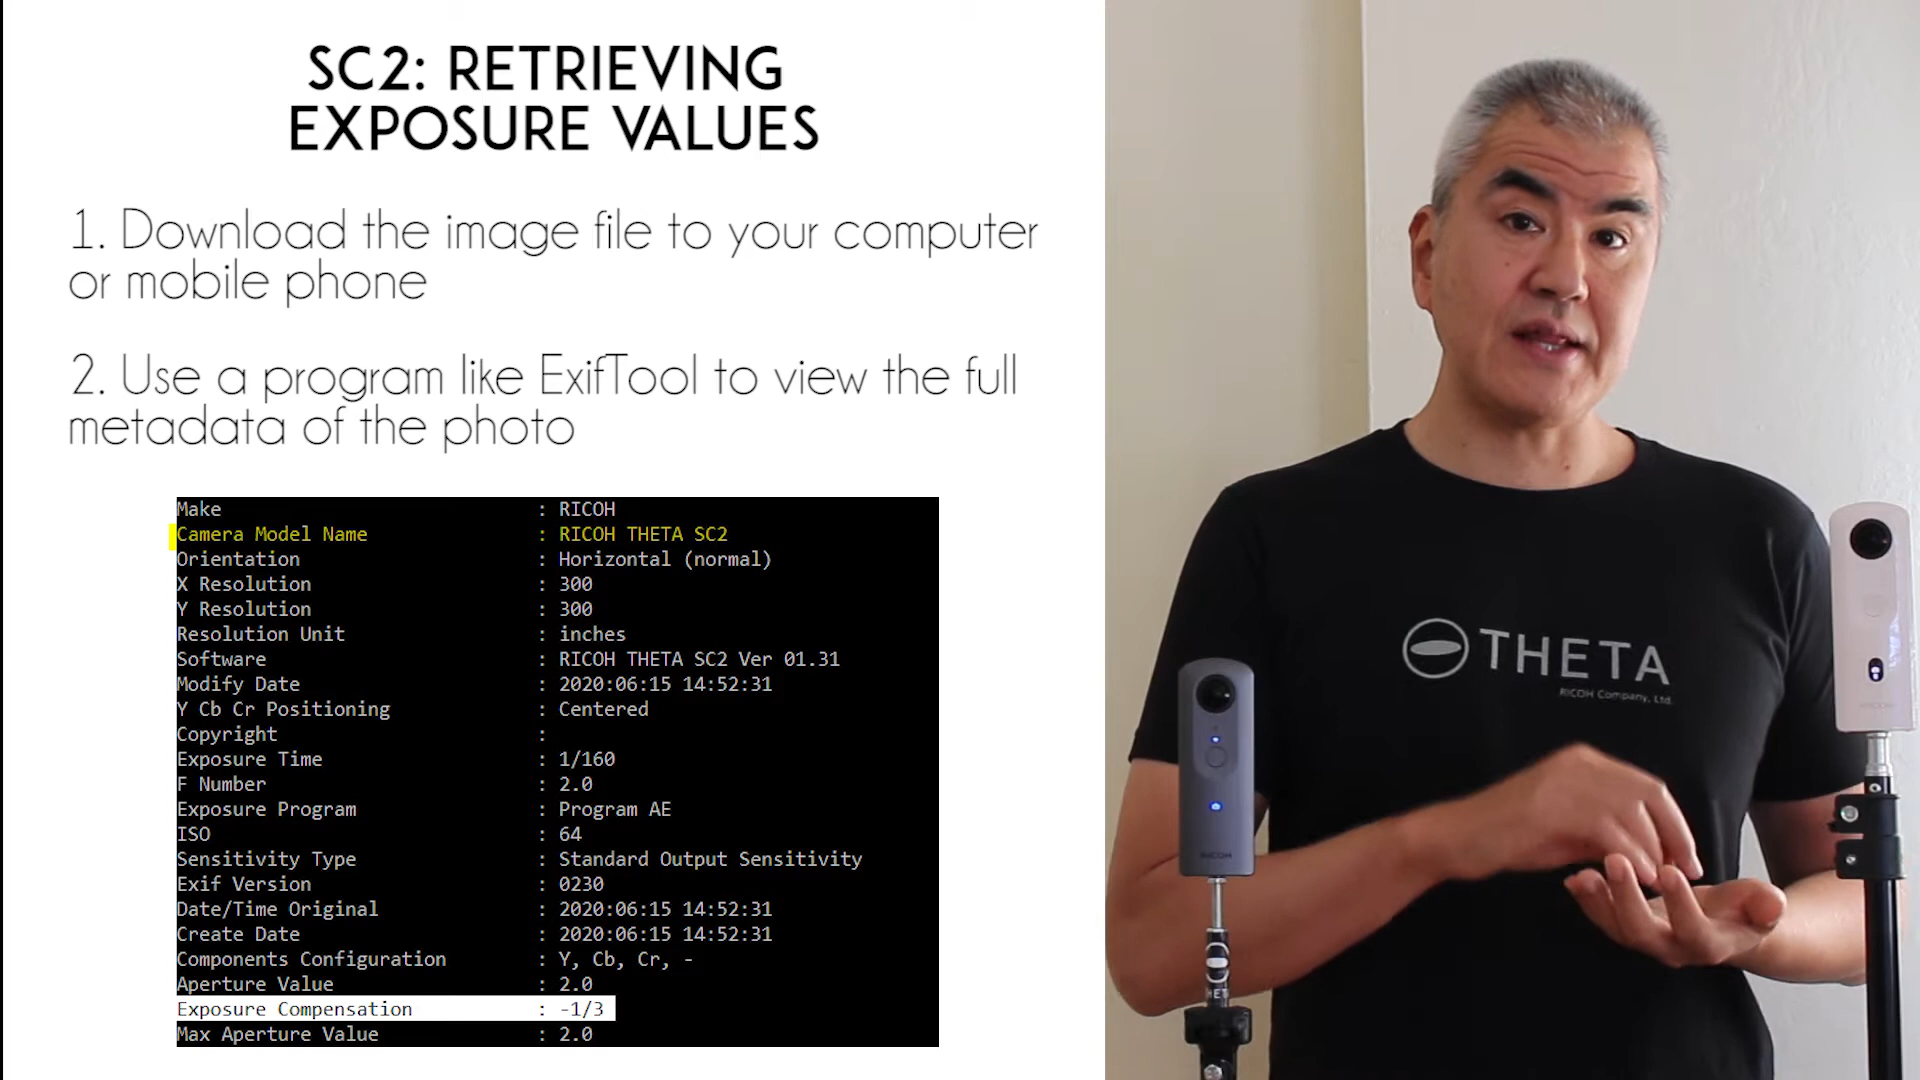 SC2: RETRIEVING
EXPOSURE VALUES
1. Download the image file to your computer
or mobile phone
2. Use a program like ExifTool to view the full
metadata of the photo
Make : RICOH
Camera Model Name : RICOH THETA SC2
Orientation : Horizontal (normal)
X Resolution : 300
Y Resolution : 300
Resolution Unit : inches
Software : RICOH THETA SC2 Ver 01.31
Modify Date : 2020:06:15 14:52:31
Y Cb Cr Positioning : Centered
Copyright :
Exposure Time : 1/160
F Number : 2.0
Exposure Program : Program AE
ISO : 64
Sensitivity Type : Standard Output Sensitivity
Exif Version : 0230
Date/Time Original : 2020:06:15 14:52:31
Create Date : 2020:06:15 14:52:31
Components Configuration : Y, Cb, Cr, -
Aperture Value : 2.0
Exposure Compensation : -1/3
Max Aperture Value : 2.0
THETA
RICOH Company, Ltd.
RICOH
RICOH
THETA